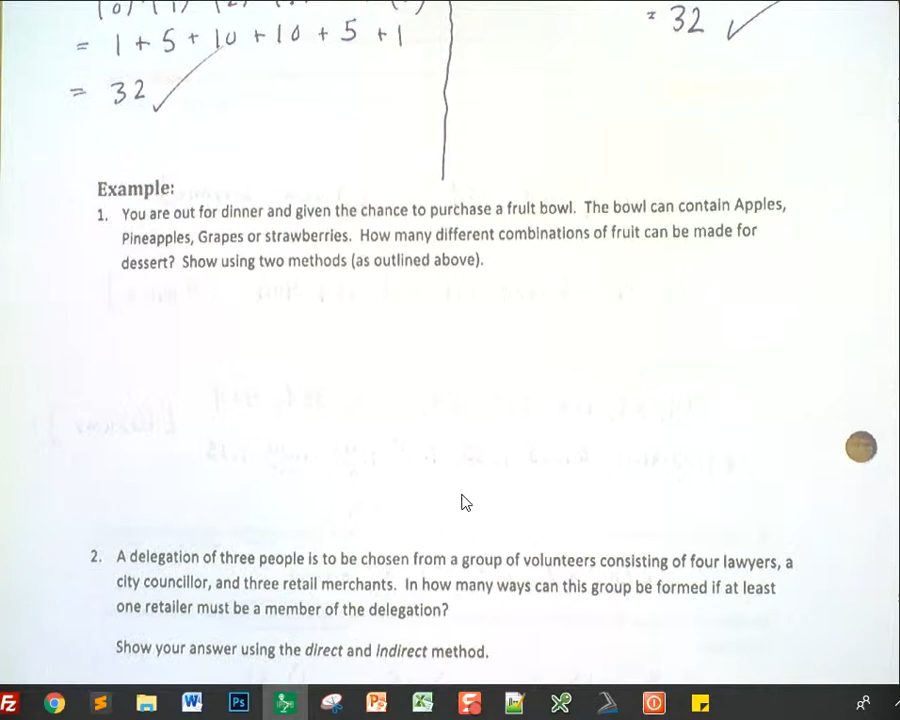 = 1 + 5 + 10 + 10 + 5 + 1
= 32 ✓
= 32 ✓
Example:
1. You are out for dinner and given the chance to purchase a fruit bowl. The bowl can contain Apples,
Pineapples, Grapes or strawberries. How many different combinations of fruit can be made for
dessert? Show using two methods (as outlined above).
2. A delegation of three people is to be chosen from a group of volunteers consisting of four lawyers, a
city councillor, and three retail merchants. In how many ways can this group be formed if at least
one retailer must be a member of the delegation?
Show your answer using the direct and indirect method.